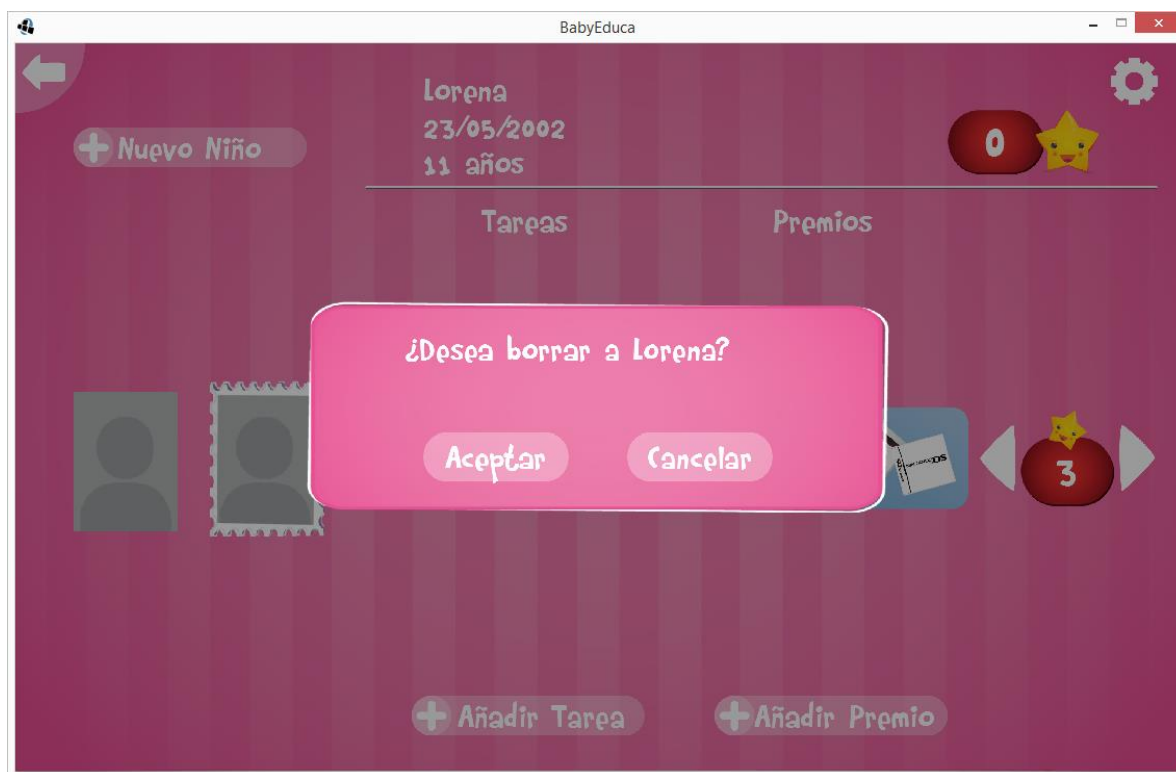 BabyEduca
Lorena
23/05/2002
11 años
Nuevo Niño
0
Tareas
Premios
¿Desea borrar a Lorena?
Aceptar
Cancelar
3
Añadir Tarea
Añadir Premio